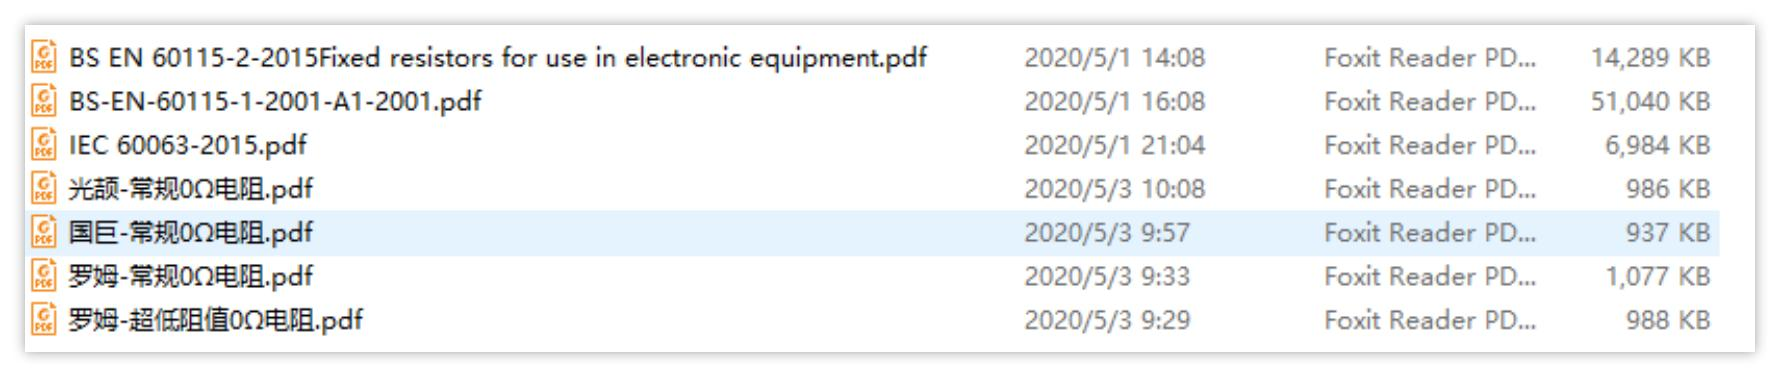 BS EN 60115-2-2015Fixed resistors for use in electronic equipment.pdf 2020/5/1 14:08 Foxit Reader PD... 14,289 KB
BS-EN-60115-1-2001-A1-2001.pdf 2020/5/1 16:08 Foxit Reader PD... 51,040 KB
IEC 60063-2015.pdf 2020/5/1 21:04 Foxit Reader PD... 6,984 KB
光颉-常规0Ω电阻.pdf 2020/5/3 10:08 Foxit Reader PD... 986 KB
国巨-常规0Ω电阻.pdf 2020/5/3 9:57 Foxit Reader PD... 937 KB
罗姆-常规0Ω电阻.pdf 2020/5/3 9:33 Foxit Reader PD... 1,077 KB
罗姆-超低阻值0Ω电阻.pdf 2020/5/3 9:29 Foxit Reader PD... 988 KB